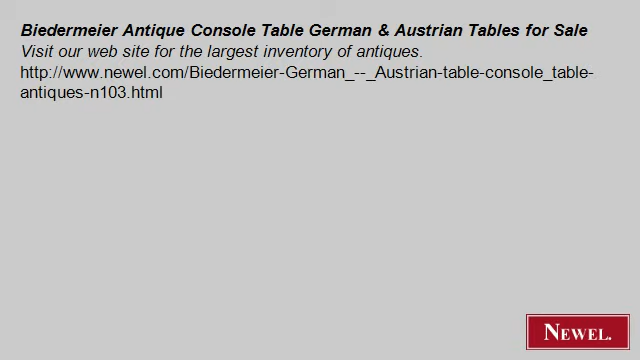 Biedermeier Antique Console Table German & Austrian Tables for Sale
Visit our web site for the largest inventory of antiques.
http://www.newel.com/Biedermeier-German_--_Austrian-table-console_table-
antiques-n103.html
NEWEL.